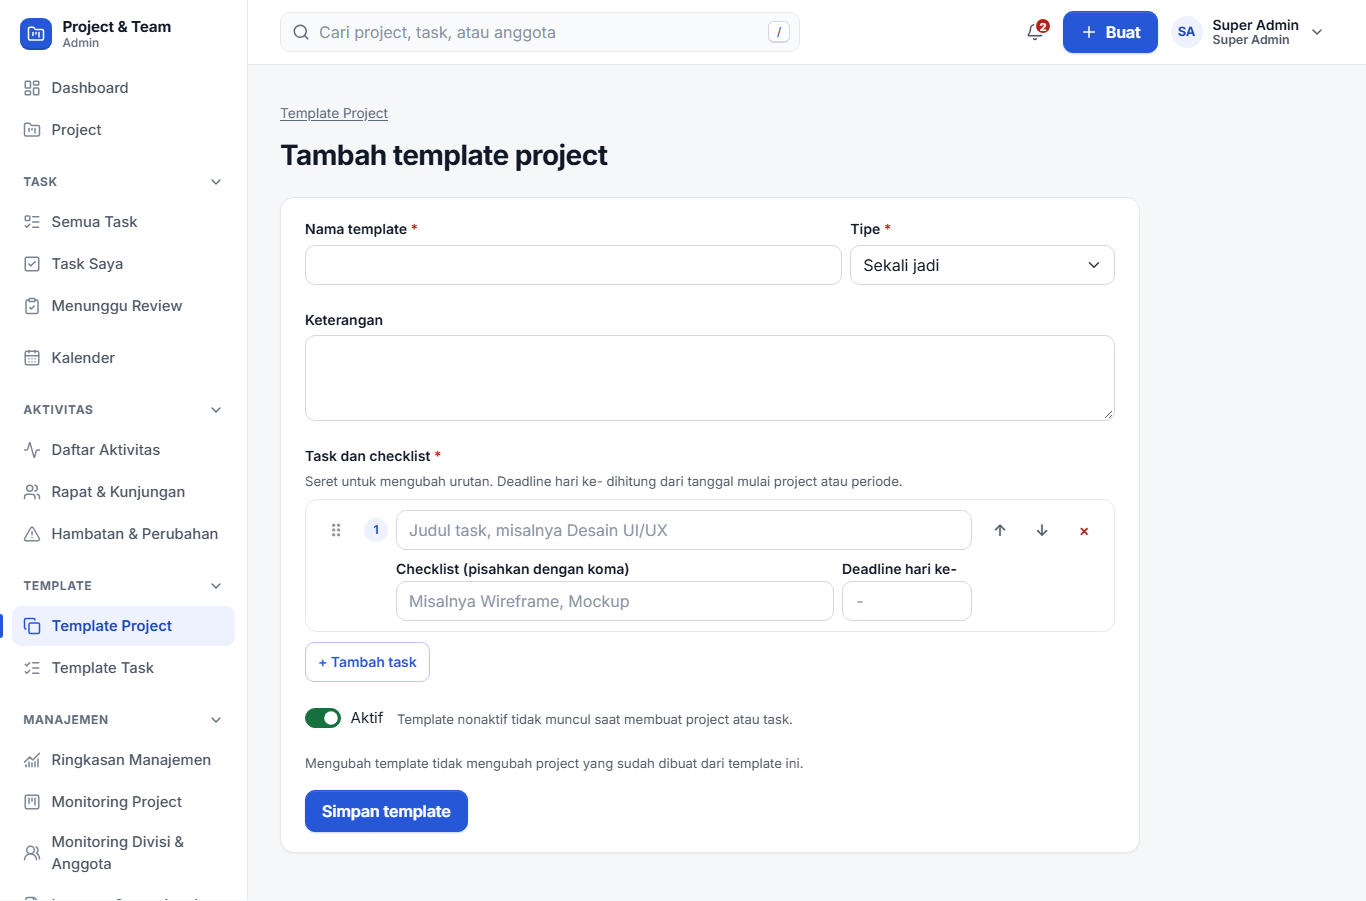 Project & Team
Admin
Dashboard
Project
TASK
Semua Task
Task Saya
Menunggu Review
Kalender
AKTIVITAS
Daftar Aktivitas
Rapat & Kunjungan
Hambatan & Perubahan
TEMPLATE
Template Project
Template Task
MANAJEMEN
Ringkasan Manajemen
Monitoring Project
Monitoring Divisi &
Anggota
Cari project, task, atau anggota
/
2
+ Buat
SA
Super Admin
Super Admin
Template Project
Tambah template project
Nama template *
Tipe *
Sekali jadi
Keterangan
Task dan checklist *
Seret untuk mengubah urutan. Deadline hari ke- dihitung dari tanggal mulai project atau periode.
1
Judul task, misalnya Desain UI/UX
Checklist (pisahkan dengan koma)
Deadline hari ke-
Misalnya Wireframe, Mockup
-
+ Tambah task
Aktif
Template nonaktif tidak muncul saat membuat project atau task.
Mengubah template tidak mengubah project yang sudah dibuat dari template ini.
Simpan template